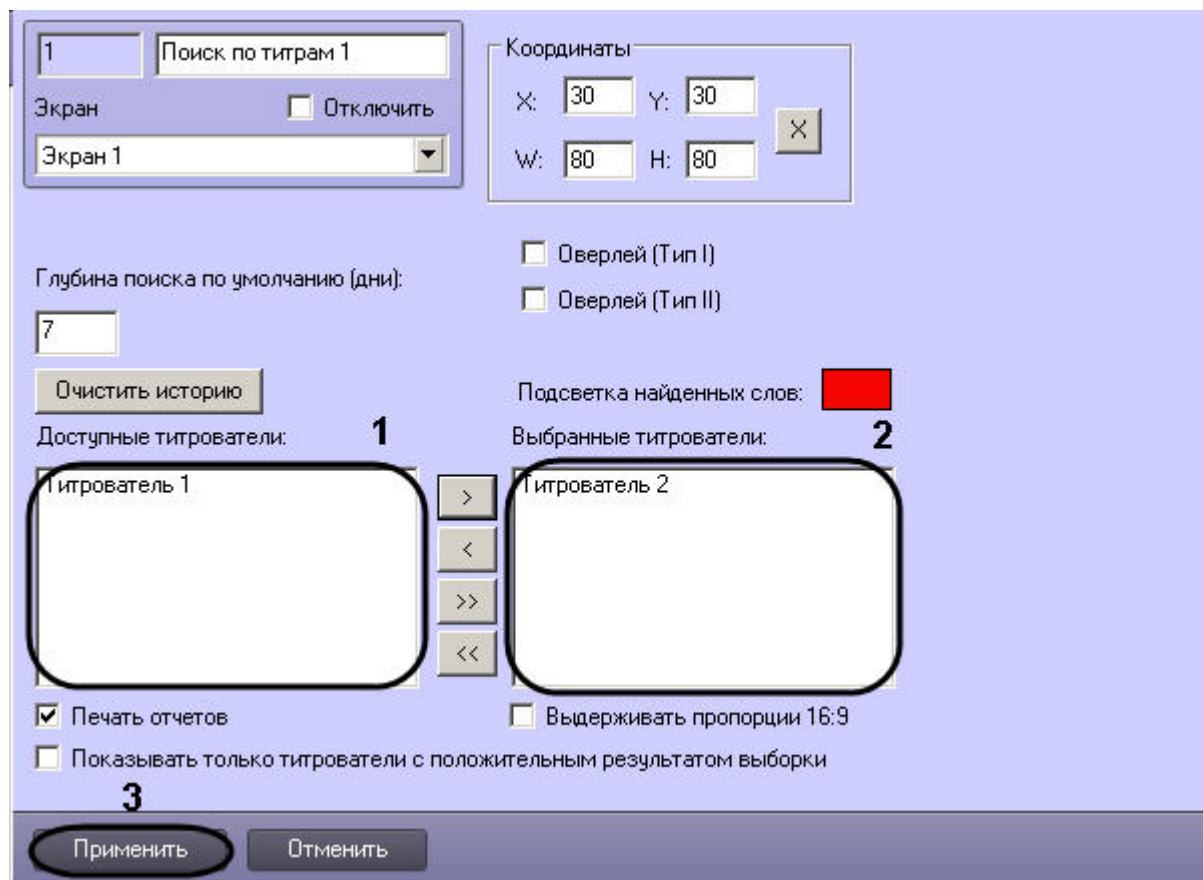 1
Поиск по титрам 1
Экран
Отключить
Экран 1
Координаты
X: 30 Y: 30
X
W: 80 H: 80
Оверлей (Тип I)
Оверлей (Тип II)
Глубина поиска по умолчанию (дни):
7
Очистить историю
Подсветка найденных слов:
Доступные титрователи: 1
Выбранные титрователи: 2
Титрователь 1
Титрователь 2
>
<
>>
<<
Печать отчетов
Выдерживать пропорции 16:9
Показывать только титрователи с положительным результатом выборки
3
Применить
Отменить